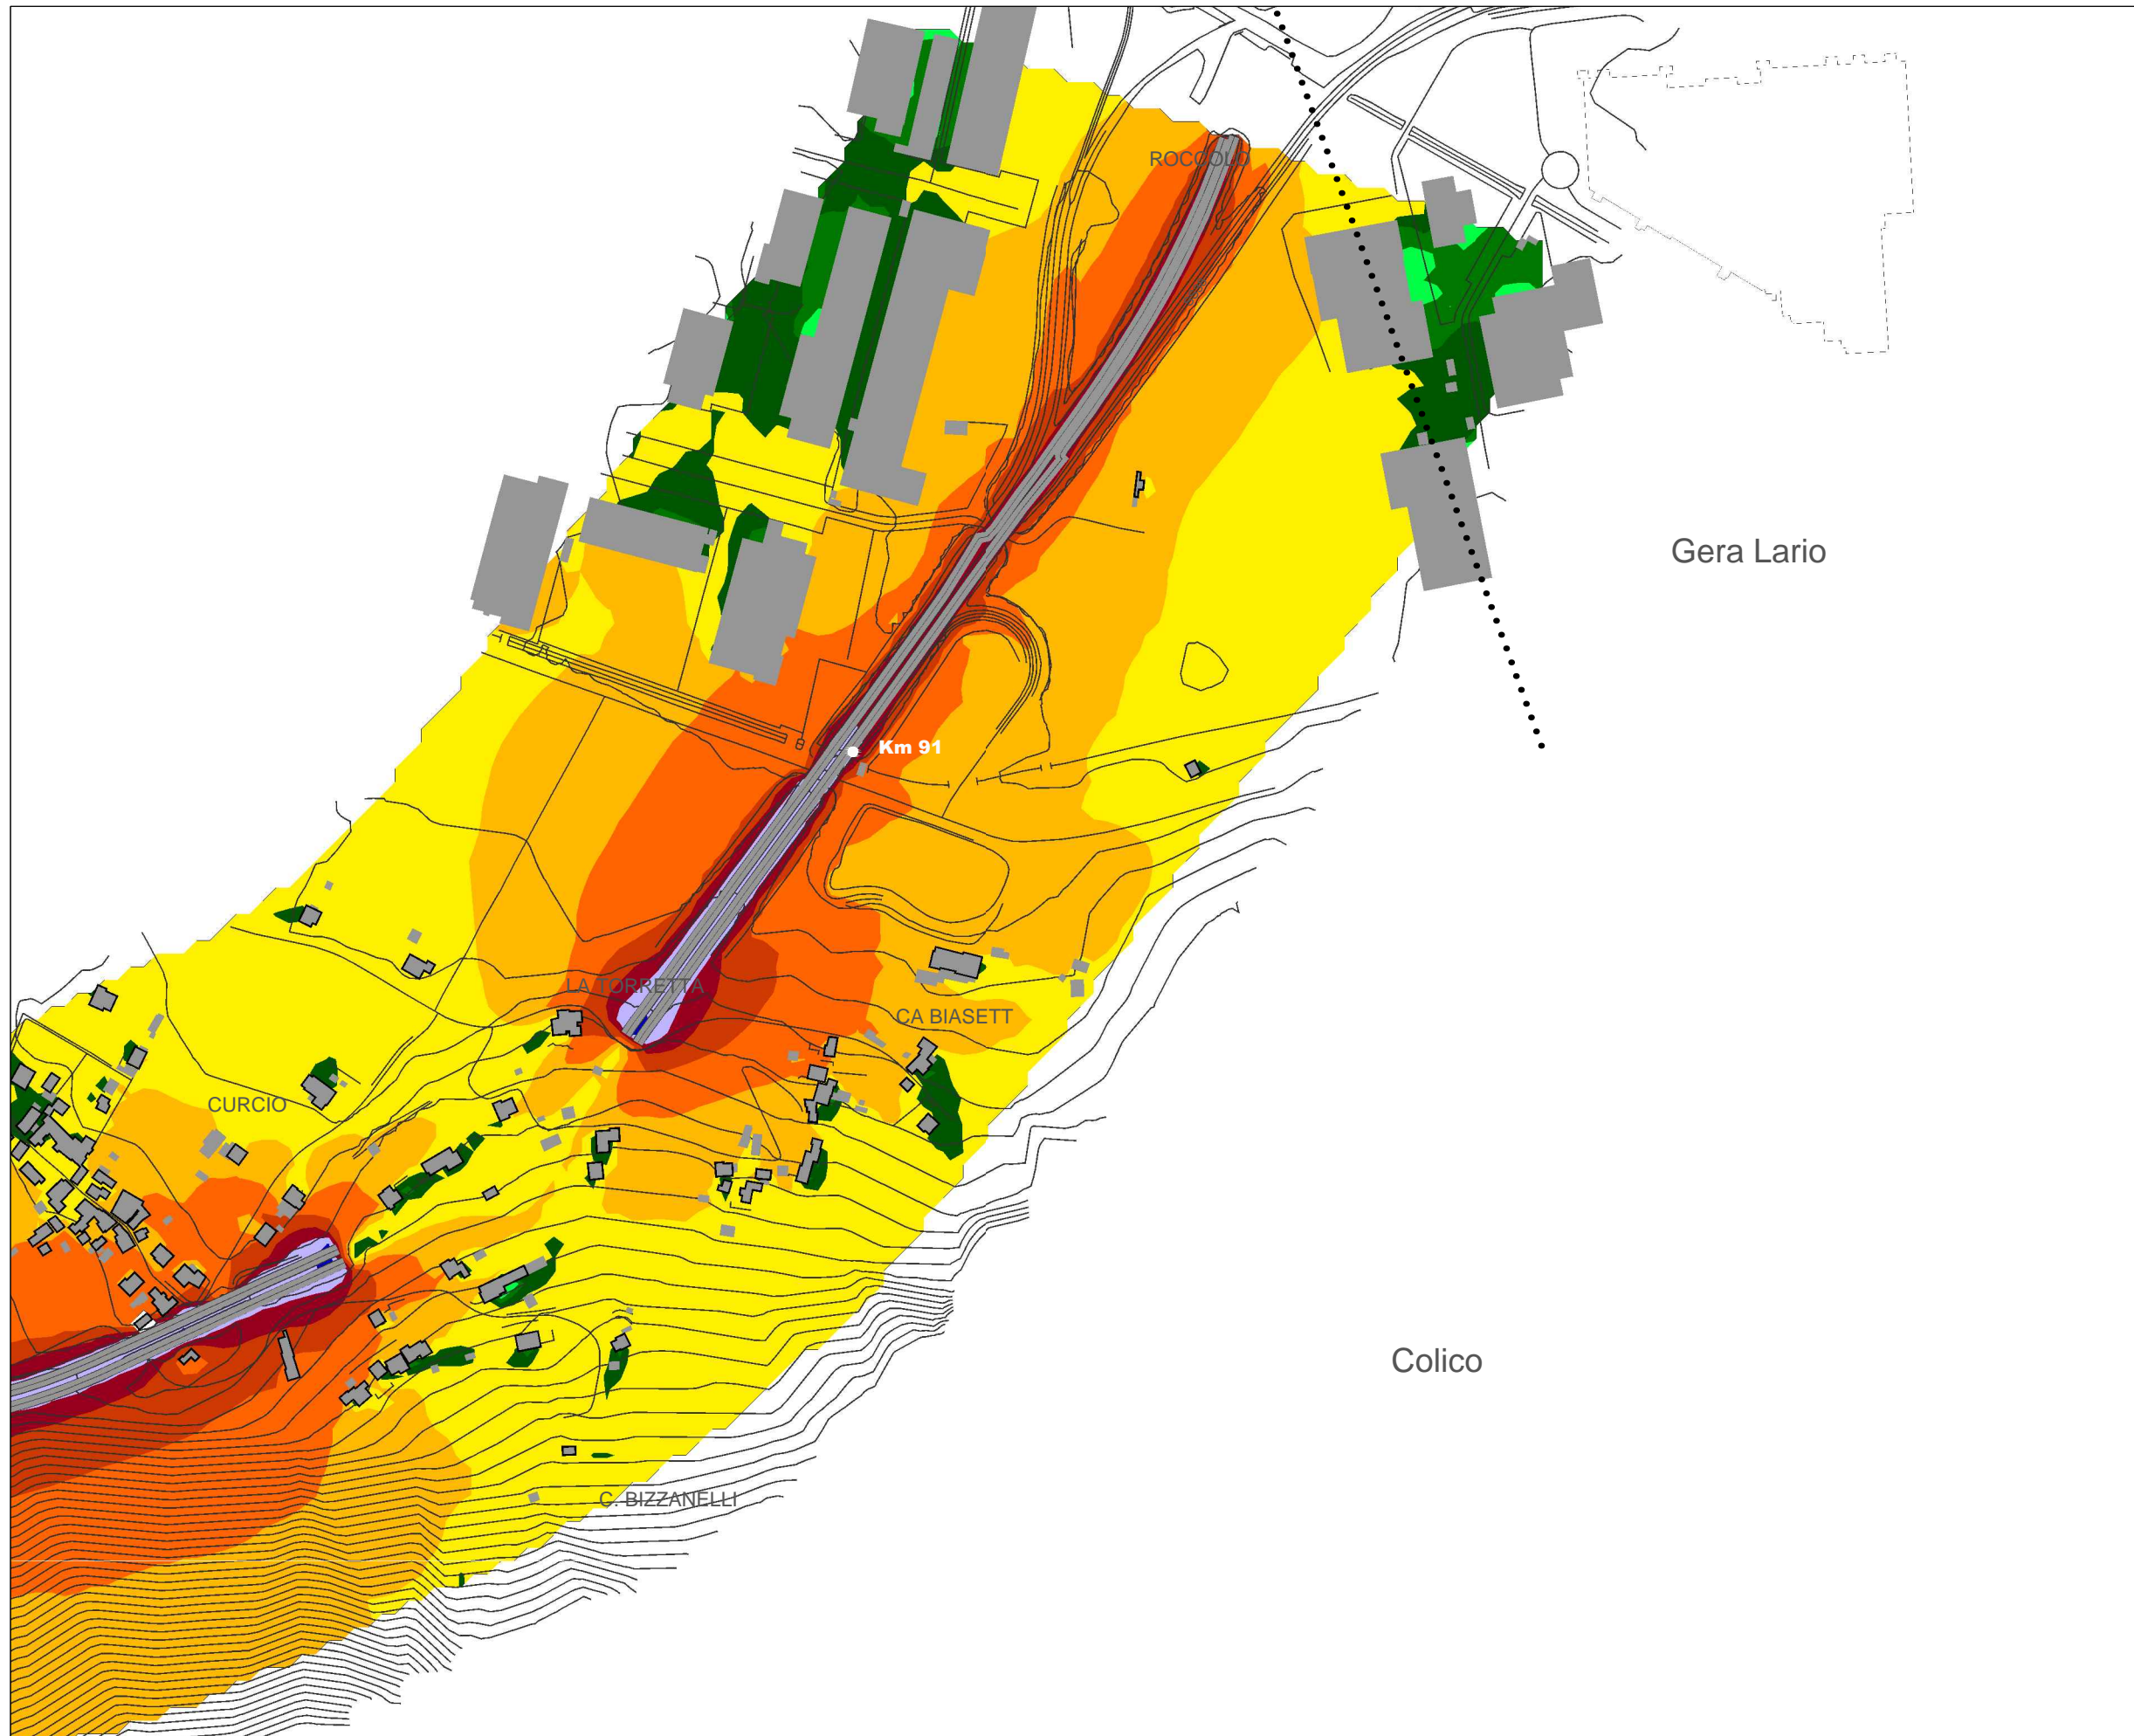 ROCCOLO
Gera Lario
Km 91
LA TORRETTA
CA BIASETT
CURCIO
Colico
C. BIZZANELLI